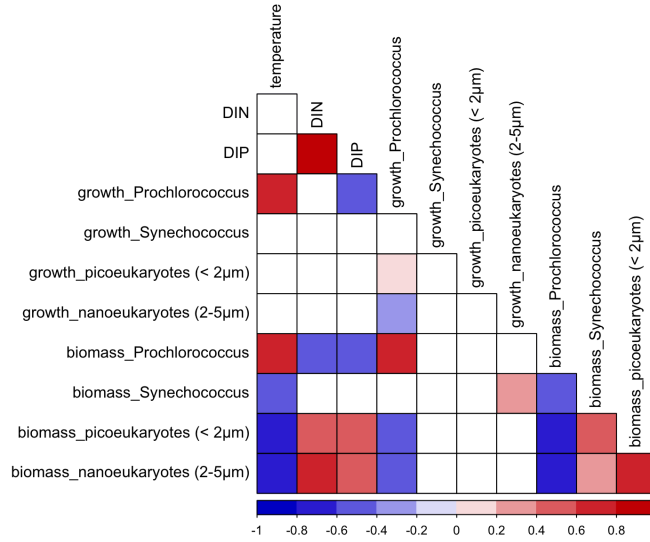 temperature
DIN
DIP
growth_Prochlorococcus
growth_Synechococcus
growth_picoeukaryotes (< 2µm)
growth_nanoeukaryotes (2-5µm)
biomass_Prochlorococcus
biomass_Synechococcus
biomass_picoeukaryotes (< 2µm)
DIN
DIP
growth_Prochlorococcus
growth_Synechococcus
growth_picoeukaryotes (< 2µm)
growth_nanoeukaryotes (2-5µm)
biomass_Prochlorococcus
biomass_Synechococcus
biomass_picoeukaryotes (< 2µm)
biomass_nanoeukaryotes (2-5µm)
-1 -0.8 -0.6 -0.4 -0.2 0 0.2 0.4 0.6 0.8